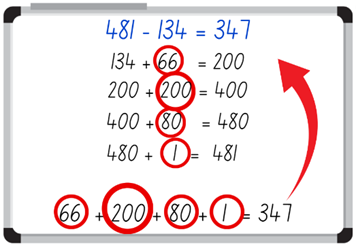 481 - 134 = 347
134 + 66 = 200
200 + 200 = 400
400 + 80 = 480
480 + 1 = 481
66 + 200 + 80 + 1 = 347